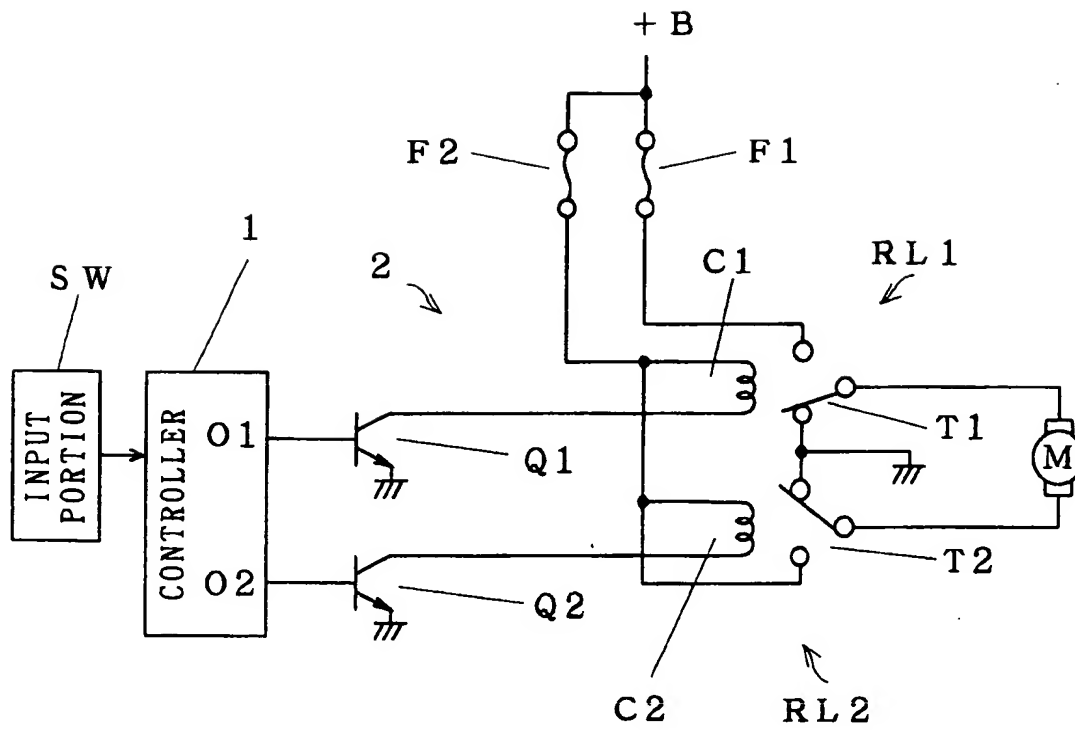 + B
F2
F1
1
SW
2
C1
RL1
INPUT
PORTION
CONTROLLER
O1
O2
Q1
Q2
T1
M
T2
C2
RL2